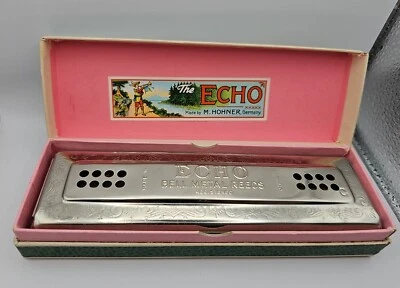 The ECHO
Made by M. HOHNER, Germany
ECHO
BELL METAL REEDS
C